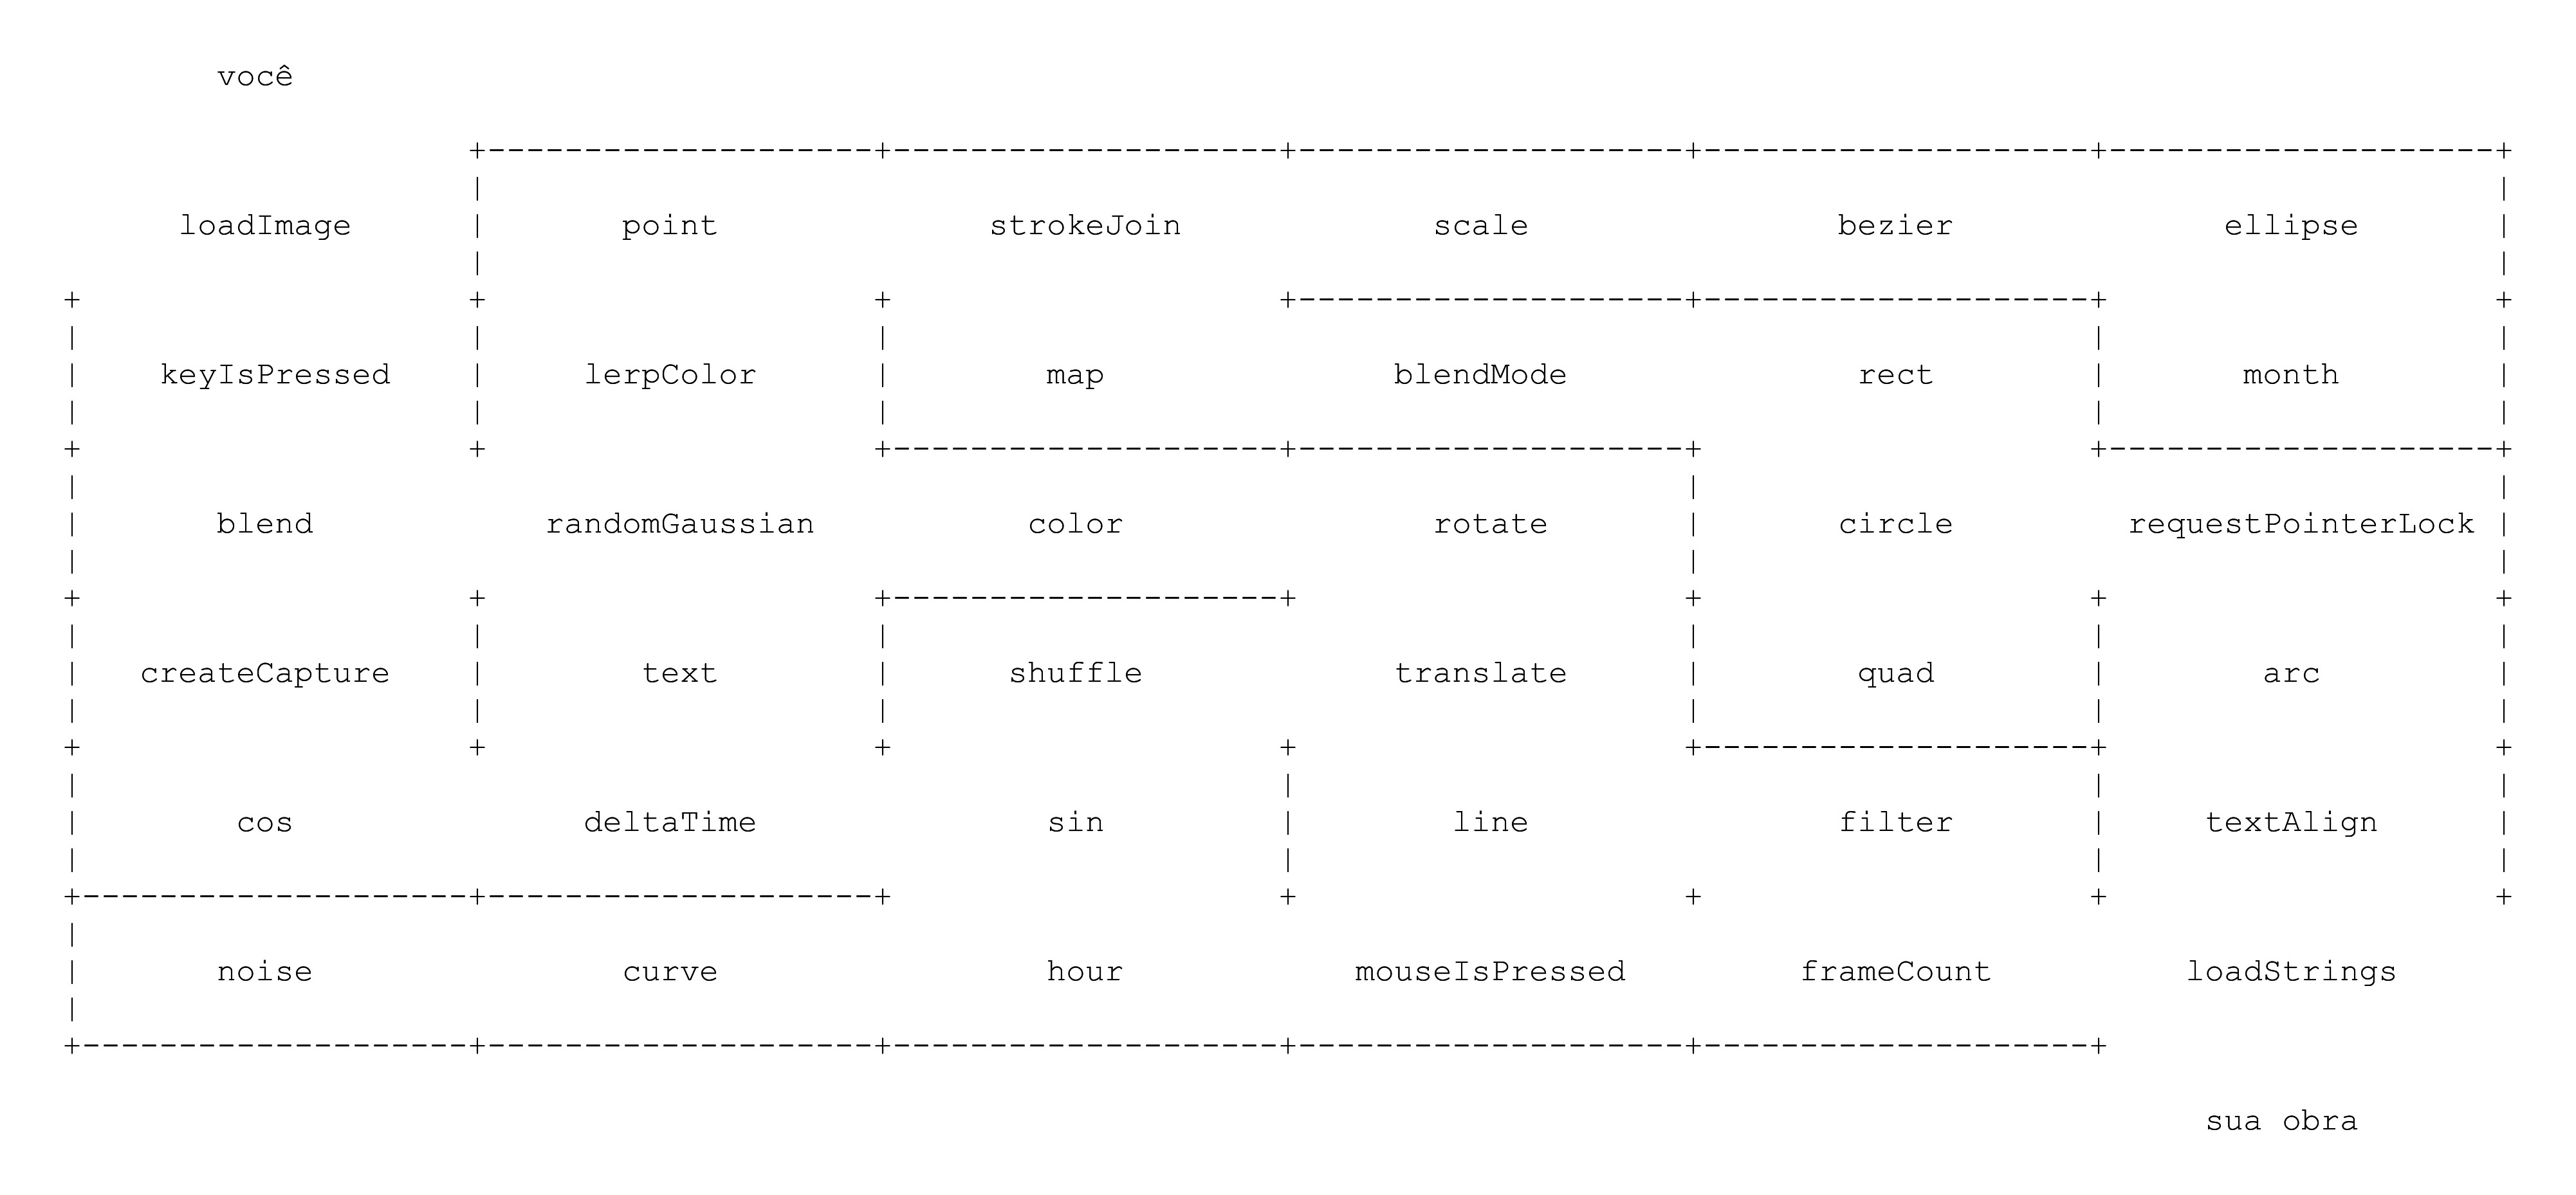 você
loadImage point strokeJoin scale bezier ellipse
keyIsPressed lerpColor map blendMode rect month
blend randomGaussian color rotate circle requestPointerLock
createCapture text shuffle translate quad arc
cos deltaTime sin line filter textAlign
noise curve hour mouseIsPressed frameCount loadStrings
sua obra